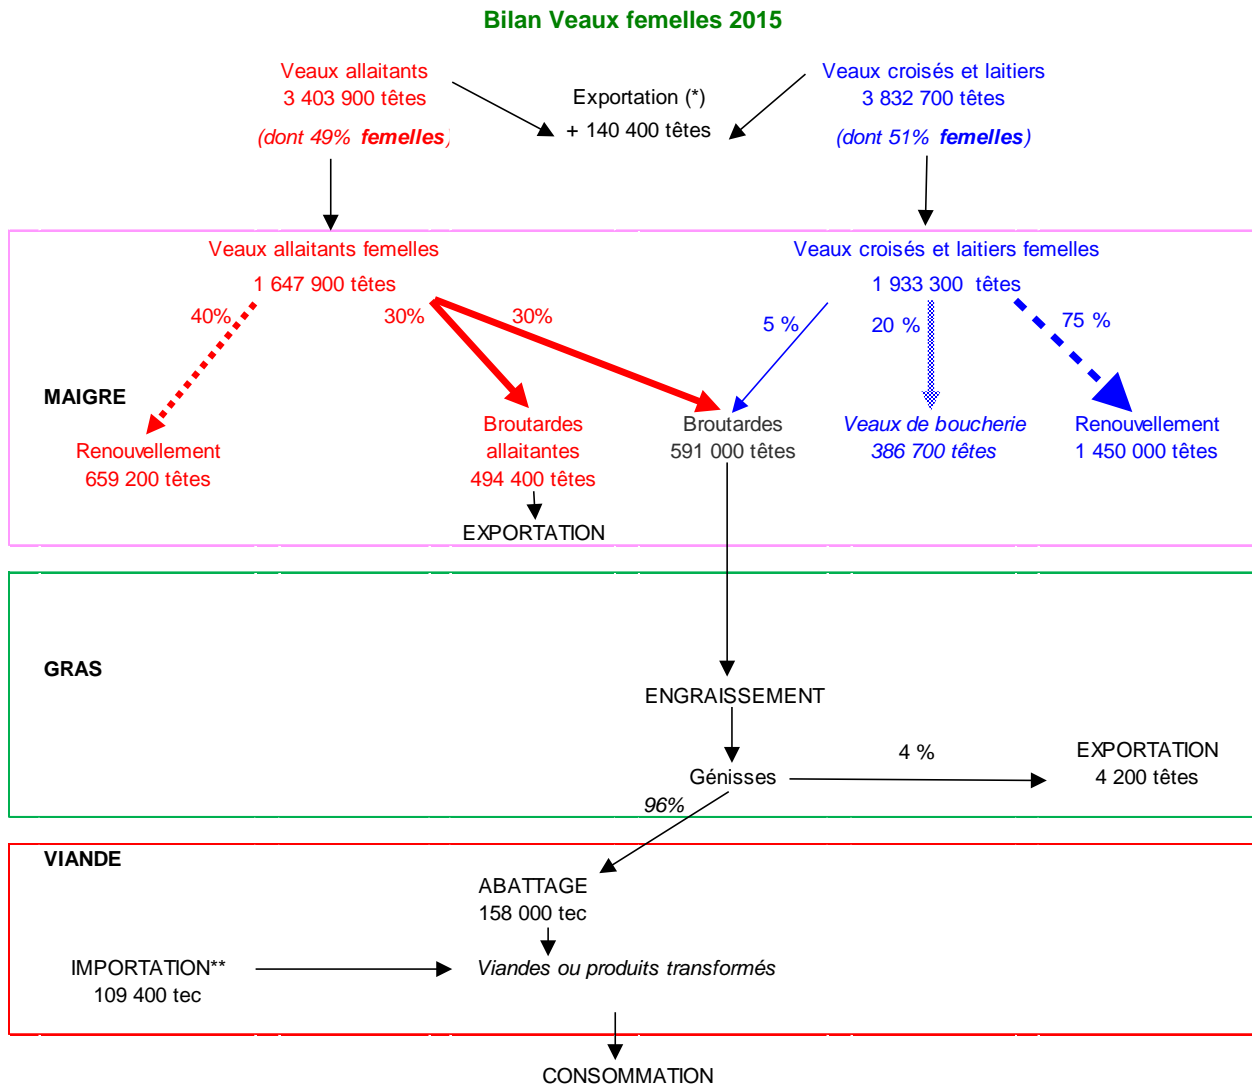 Bilan Veaux femelles 2015
Veaux allaitants
3 403 900 têtes
(dont 49% femelles)
Exportation (*)
+ 140 400 têtes
Veaux croisés et laitiers
3 832 700 têtes
(dont 51% femelles)
Veaux allaitants femelles
1 647 900 têtes
Veaux croisés et laitiers femelles
1 933 300 têtes
40%
30%
30%
5 %
20 %
75 %
MAIGRE
Renouvellement
659 200 têtes
Broutardes
allaitantes
494 400 têtes
EXPORTATION
Broutardes
591 000 têtes
Veaux de boucherie
386 700 têtes
Renouvellement
1 450 000 têtes
GRAS
ENGRAISSEMENT
Génisses
4 %
EXPORTATION
4 200 têtes
96%
VIANDE
ABATTAGE
158 000 tec
IMPORTATION**
109 400 tec
Viandes ou produits transformés
CONSOMMATION